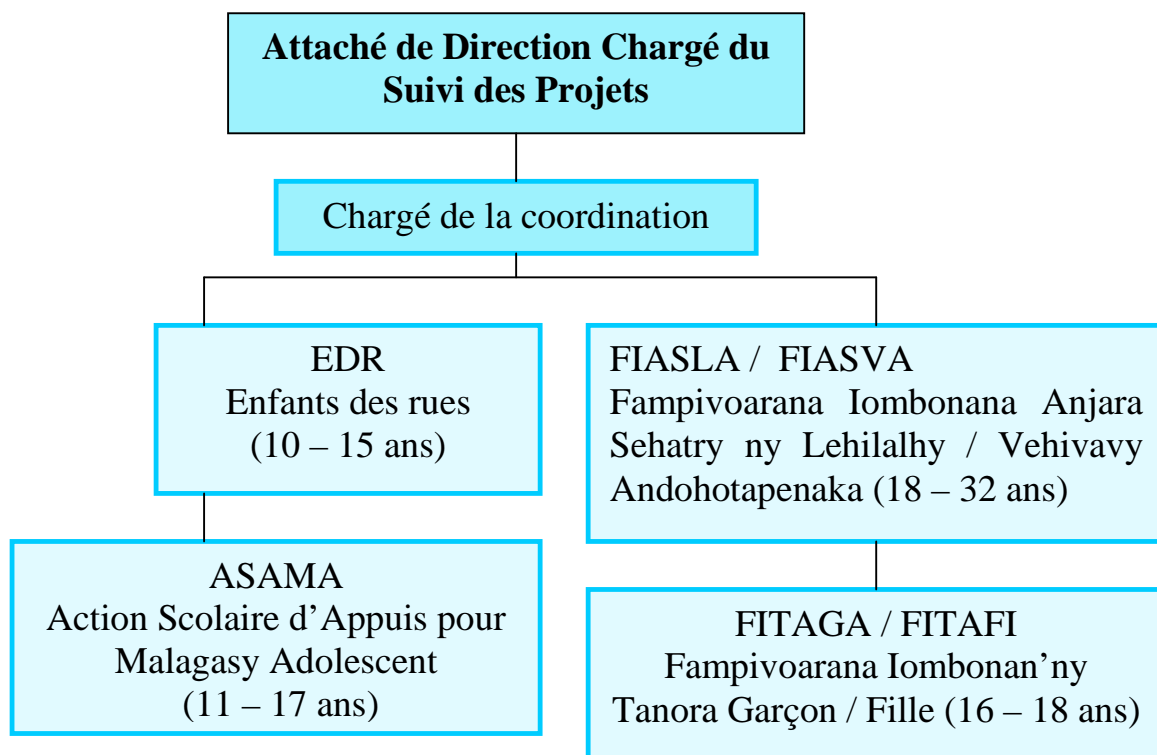 Attaché de Direction Chargé du
Suivi des Projets
Chargé de la coordination
EDR
Enfants des rues
(10 – 15 ans)
FIASLA / FIASVA
Fampivoarana Iombonana Anjara
Sehatry ny Lehilalhy / Vehivavy
Andohotapenaka (18 – 32 ans)
ASAMA
Action Scolaire d’Appuis pour
Malagasy Adolescent
(11 – 17 ans)
FITAGA / FITAFI
Fampivoarana Iombonan’ny
Tanora Garçon / Fille (16 – 18 ans)